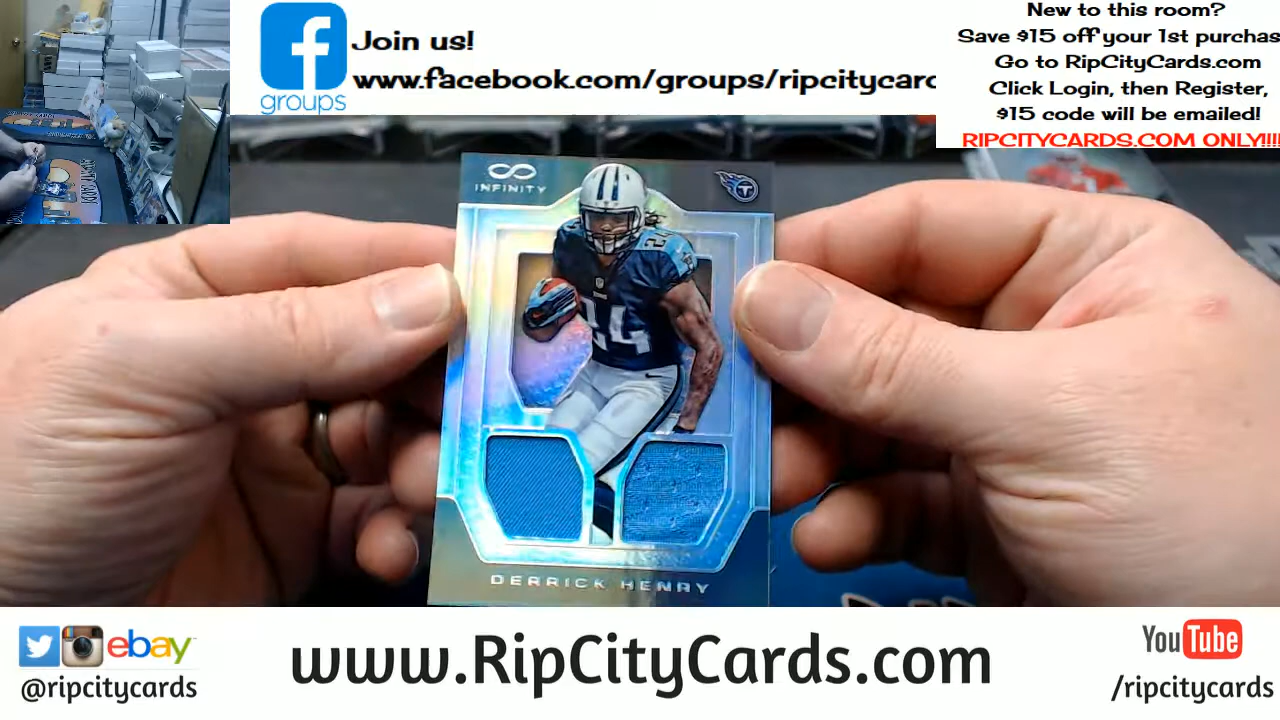 f
groups
Join us!
www.facebook.com/groups/ripcitycarc
New to this room?
Save $15 off your 1st purchas
Go to RipCityCards.com
Click Login, then Register,
$15 code will be emailed!
RIPCITYCARDS.COM ONLY!!!!
INFINITY
T
24
24
DERRICK HENRY
ebay
@ripcitycards
www.RipCityCards.com
YouTube
/ripcitycards